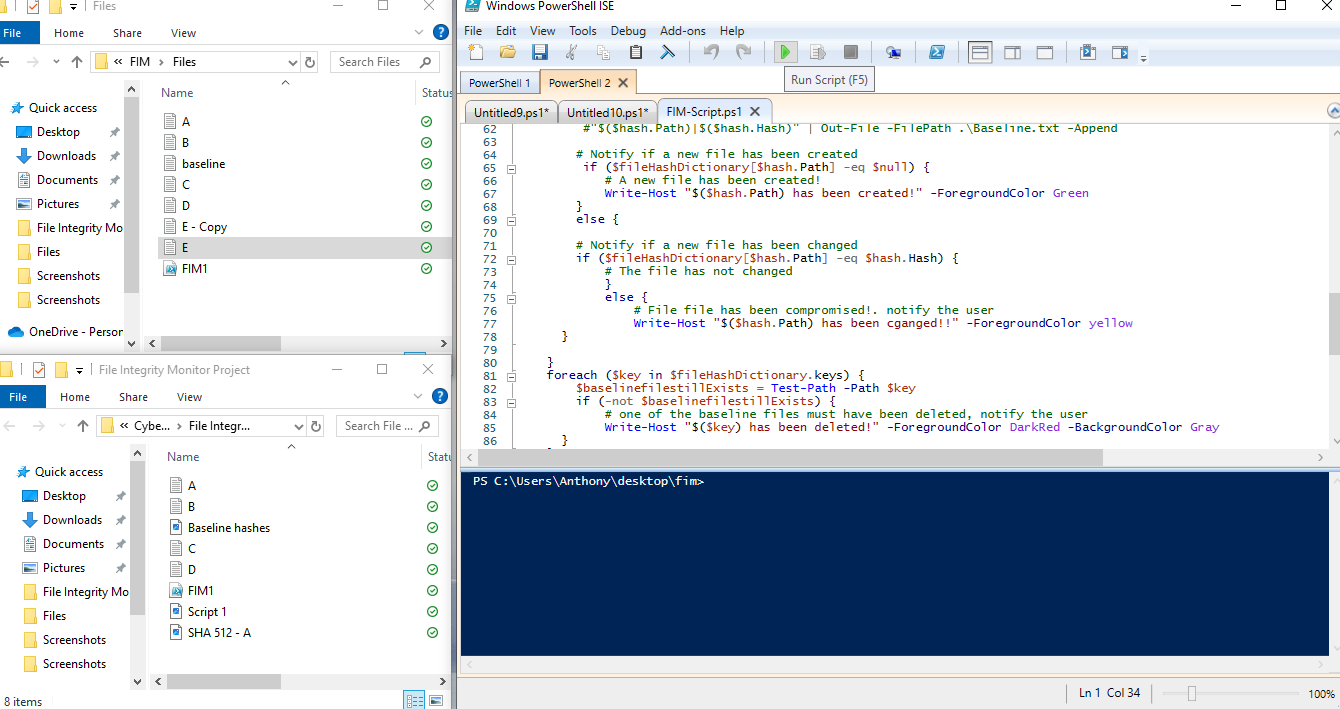 Files
File Home Share View
FIM Files
Search Files
Name Status
Quick access
Desktop
Downloads
Documents
Pictures
File Integrity Mo
Files
Screenshots
Screenshots
OneDrive - Person
A
B
baseline
C
D
E - Copy
E
FIM1
File Integrity Monitor Project
File Home Share View
« Cybe... File Integr...
Search File ...
Name Statu
Quick access
Desktop
Downloads
Documents
Pictures
File Integrity Mo
Files
Screenshots
Screenshots
A
B
Baseline hashes
C
D
FIM1
Script 1
SHA 512 - A
8 items
Windows PowerShell ISE
File Edit View Tools Debug Add-ons Help
PowerShell 1 PowerShell 2
Run Script (F5)
Untitled9.ps1* Untitled10.ps1* FIM-Script.ps1
62 #"$($hash.Path)|$($hash.Hash)" | Out-File -FilePath .\Baseline.txt -Append
63
64 # Notify if a new file has been created
65 if ($fileHashDictionary[$hash.Path] -eq $null) {
66 # A new file has been created!
67 Write-Host "$($hash.Path) has been created!" -ForegroundColor Green
68 }
69 else {
70
71 # Notify if a new file has been changed
72 if ($fileHashDictionary[$hash.Path] -eq $hash.Hash) {
73 # The file has not changed
74 }
75 else {
76 # File file has been compromised!. notify the user
77 Write-Host "$($hash.Path) has been cganged!!" -ForegroundColor yellow
78 }
79
80 }
81 foreach ($key in $fileHashDictionary.keys) {
82 $baselinefilestillExists = Test-Path -Path $key
83 if (-not $baselinefilestillExists) {
84 # one of the baseline files must have been deleted, notify the user
85 Write-Host "$($key) has been deleted!" -ForegroundColor DarkRed -BackgroundColor Gray
86 }
PS C:\Users\Anthony\desktop\fim>
Ln 1 Col 34 100%